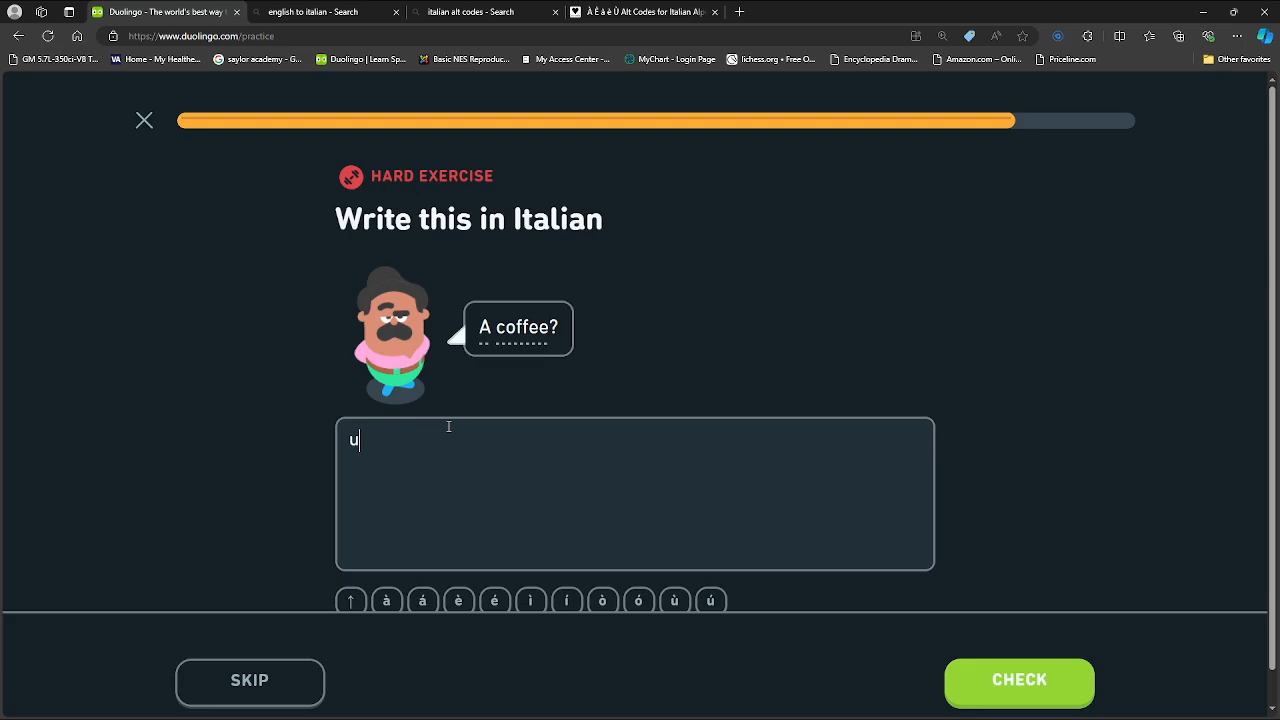 Duolingo - The world's best way t
english to italian - Search
italian alt codes - Search
À È à è Ù Alt Codes for Italian Alp
https://www.duolingo.com/practice
GM 5.7L-350ci-V8 T...
Home - My Healthe...
saylor academy - G...
Duolingo | Learn Sp...
Basic NES Reproduc...
My Access Center -...
MyChart - Login Page
lichess.org • Free O...
Encyclopedia Dram...
Amazon.com - Onli...
Priceline.com
Other favorites
HARD EXERCISE
Write this in Italian
A coffee?
u
↑ à á è é ì í ò ó ù ú
SKIP
CHECK